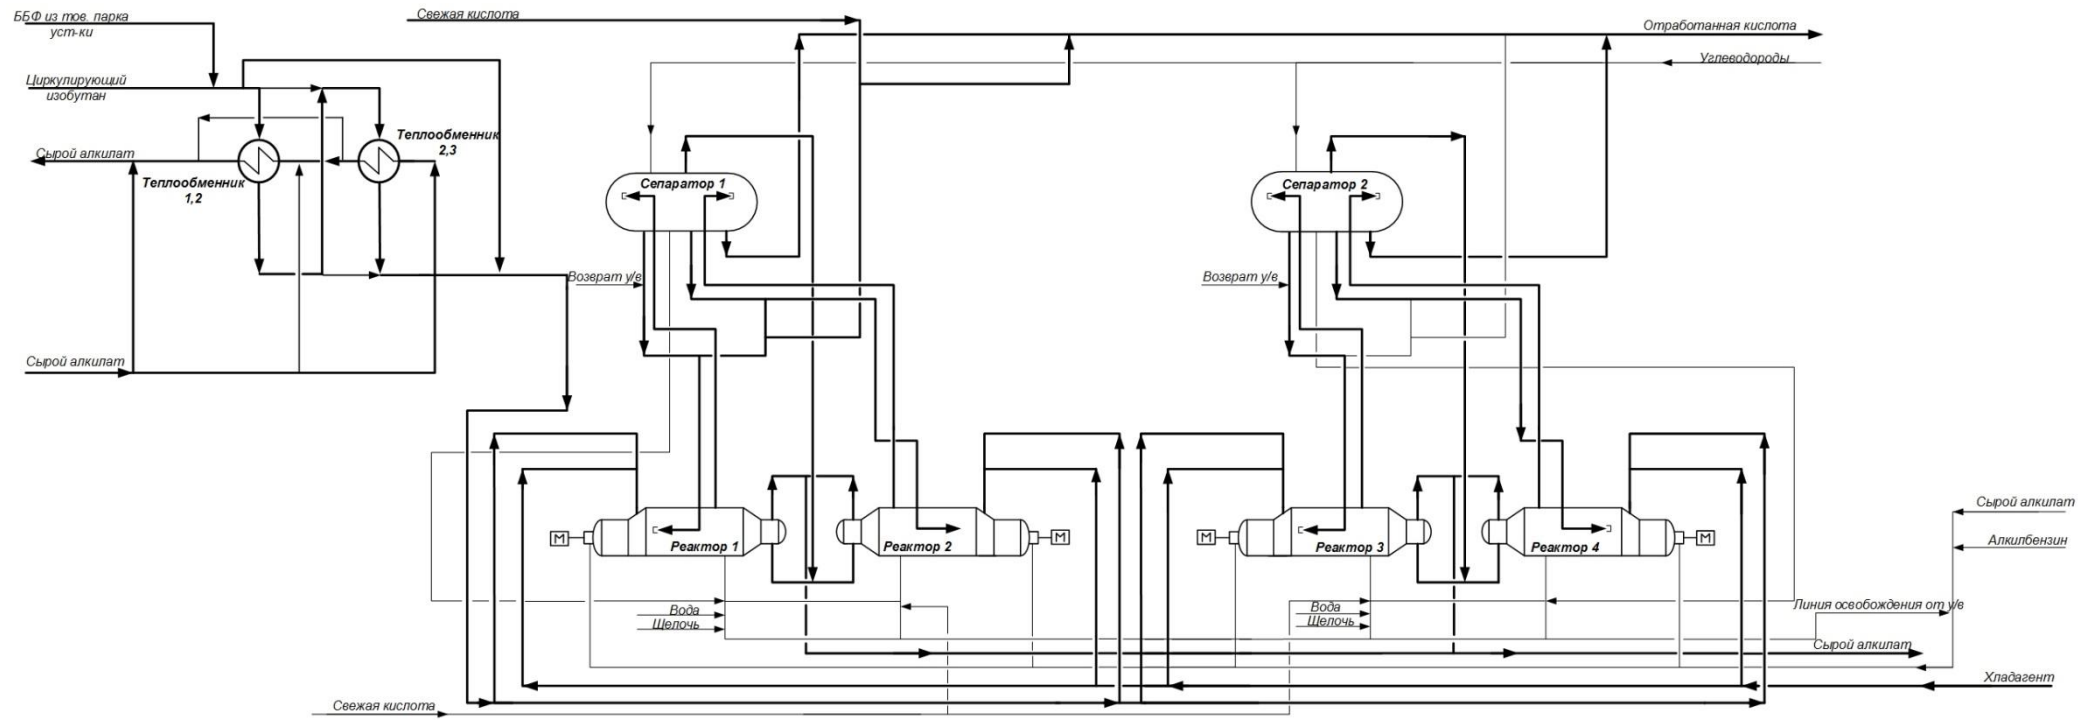 ББФ из тов. парка
уст-ки
Свежая кислота
Отработанная кислота
Углеводороды
Циркулирующий
изобутан
Теплообменник
2,3
Сырой алкилат
Теплообменник
1,2
Сепаратор 1
Сепаратор 2
Возврат у/в
Возврат у/в
Сырой алкилат
Сырой алкилат
Алкилбензин
M
Реактор 1
Реактор 2
M
M
Реактор 3
Реактор 4
M
Вода
Щелочь
Вода
Щелочь
Линия освобождения от у/в
Сырой алкилат
Хладагент
Свежая кислота